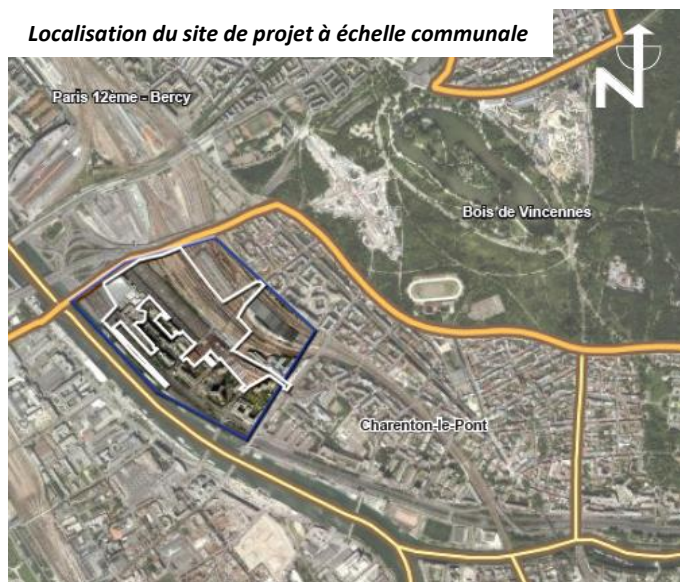 Localisation du site de projet à échelle communale
N
Paris 12ème - Bercy
Bois de Vincennes
Charenton-le-Pont